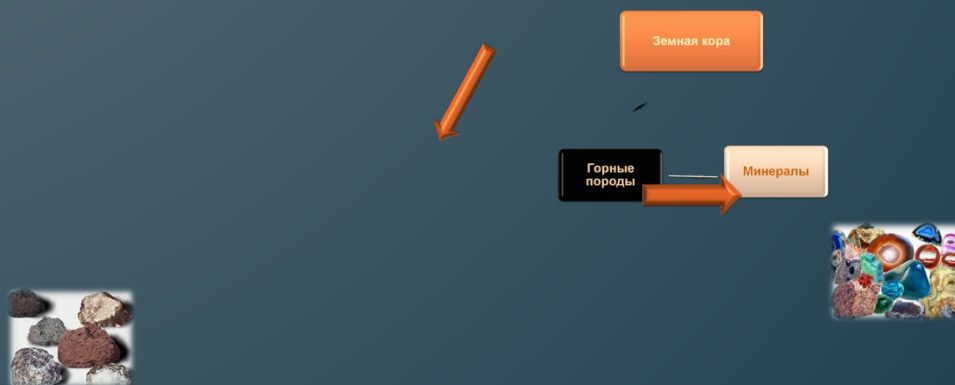 Земная кора
Горные
породы
Минералы